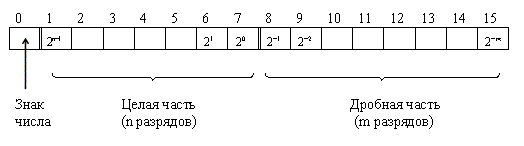 0 1 2 3 4 5 6 7 8 9 10 11 12 13 14 15
2ⁿ⁻¹ 2¹ 2⁰ 2⁻¹ 2⁻² 2⁻ᵐ
Знак Целая часть Дробная часть
числа (n разрядов) (m разрядов)